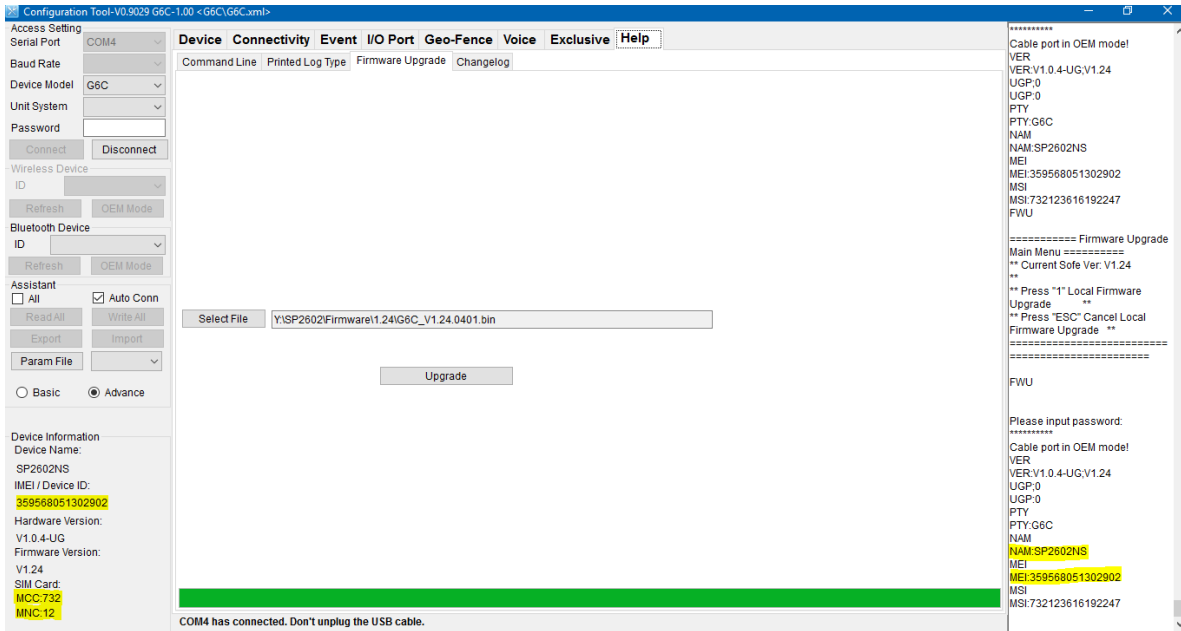 Configuration Tool-V0.9029 G6C-1.00 <G6C\G6C.xml>
Access Setting
Serial Port COM4
Baud Rate
Device Model G6C
Unit System
Password
Connect Disconnect
Wireless Device
ID
Refresh OEM Mode
Bluetooth Device
ID
Refresh OEM Mode
Assistant
All Auto Conn
Read All Write All
Export Import
Param File
Basic Advance
Device Information
Device Name:
SP2602NS
IMEI / Device ID:
359568051302902
Hardware Version:
V1.0.4-UG
Firmware Version:
V1.24
SIM Card:
MCC:732
MNC:12
Device Connectivity Event I/O Port Geo-Fence Voice Exclusive Help
Command Line Printed Log Type Firmware Upgrade Changelog
Select File Y:\SP2602\Firmware\1.24\G6C_V1.24.0401.bin
Upgrade
COM4 has connected. Don't unplug the USB cable.
**********
Cable port in OEM mode!
VER
VER:V1.0.4-UG;V1.24
UGP;0
UGP:0
PTY
PTY:G6C
NAM
NAM:SP2602NS
MEI
MEI:359568051302902
MSI
MSI:732123616192247
FWU
=========== Firmware Upgrade
Main Menu ==========
** Current Sofe Ver: V1.24
**
** Press "1" Local Firmware
Upgrade **
** Press "ESC" Cancel Local
Firmware Upgrade **
==========================
=======================
FWU
Please input password:
**********
Cable port in OEM mode!
VER
VER:V1.0.4-UG;V1.24
UGP;0
UGP:0
PTY
PTY:G6C
NAM
NAM:SP2602NS
MEI
MEI:359568051302902
MSI
MSI:732123616192247